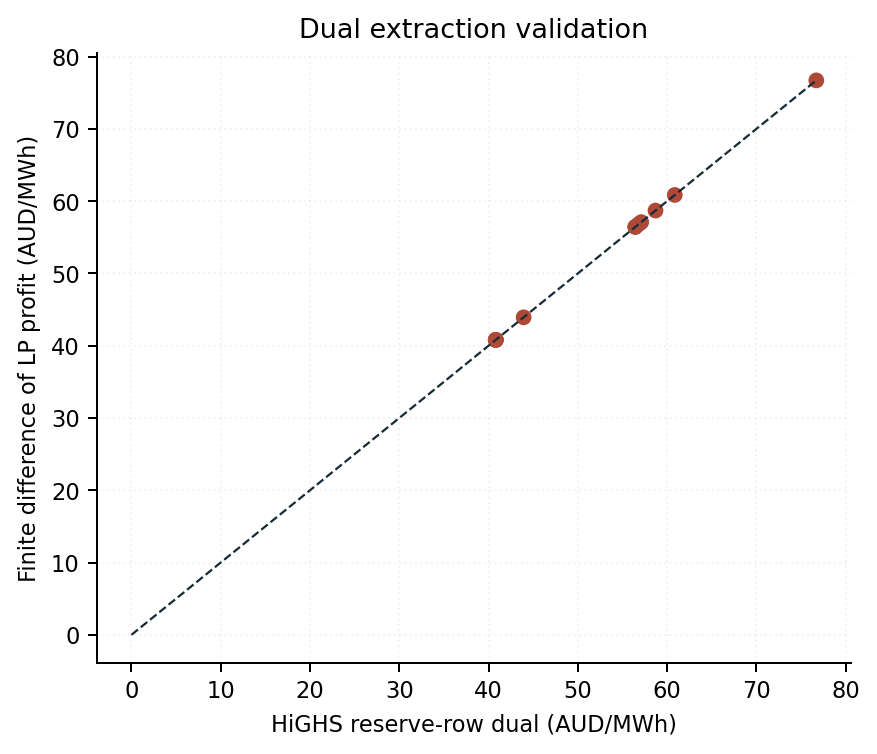 Dual extraction validation
Finite difference of LP profit (AUD/MWh)
80
70
60
50
40
30
20
10
0
0 10 20 30 40 50 60 70 80
HiGHS reserve-row dual (AUD/MWh)